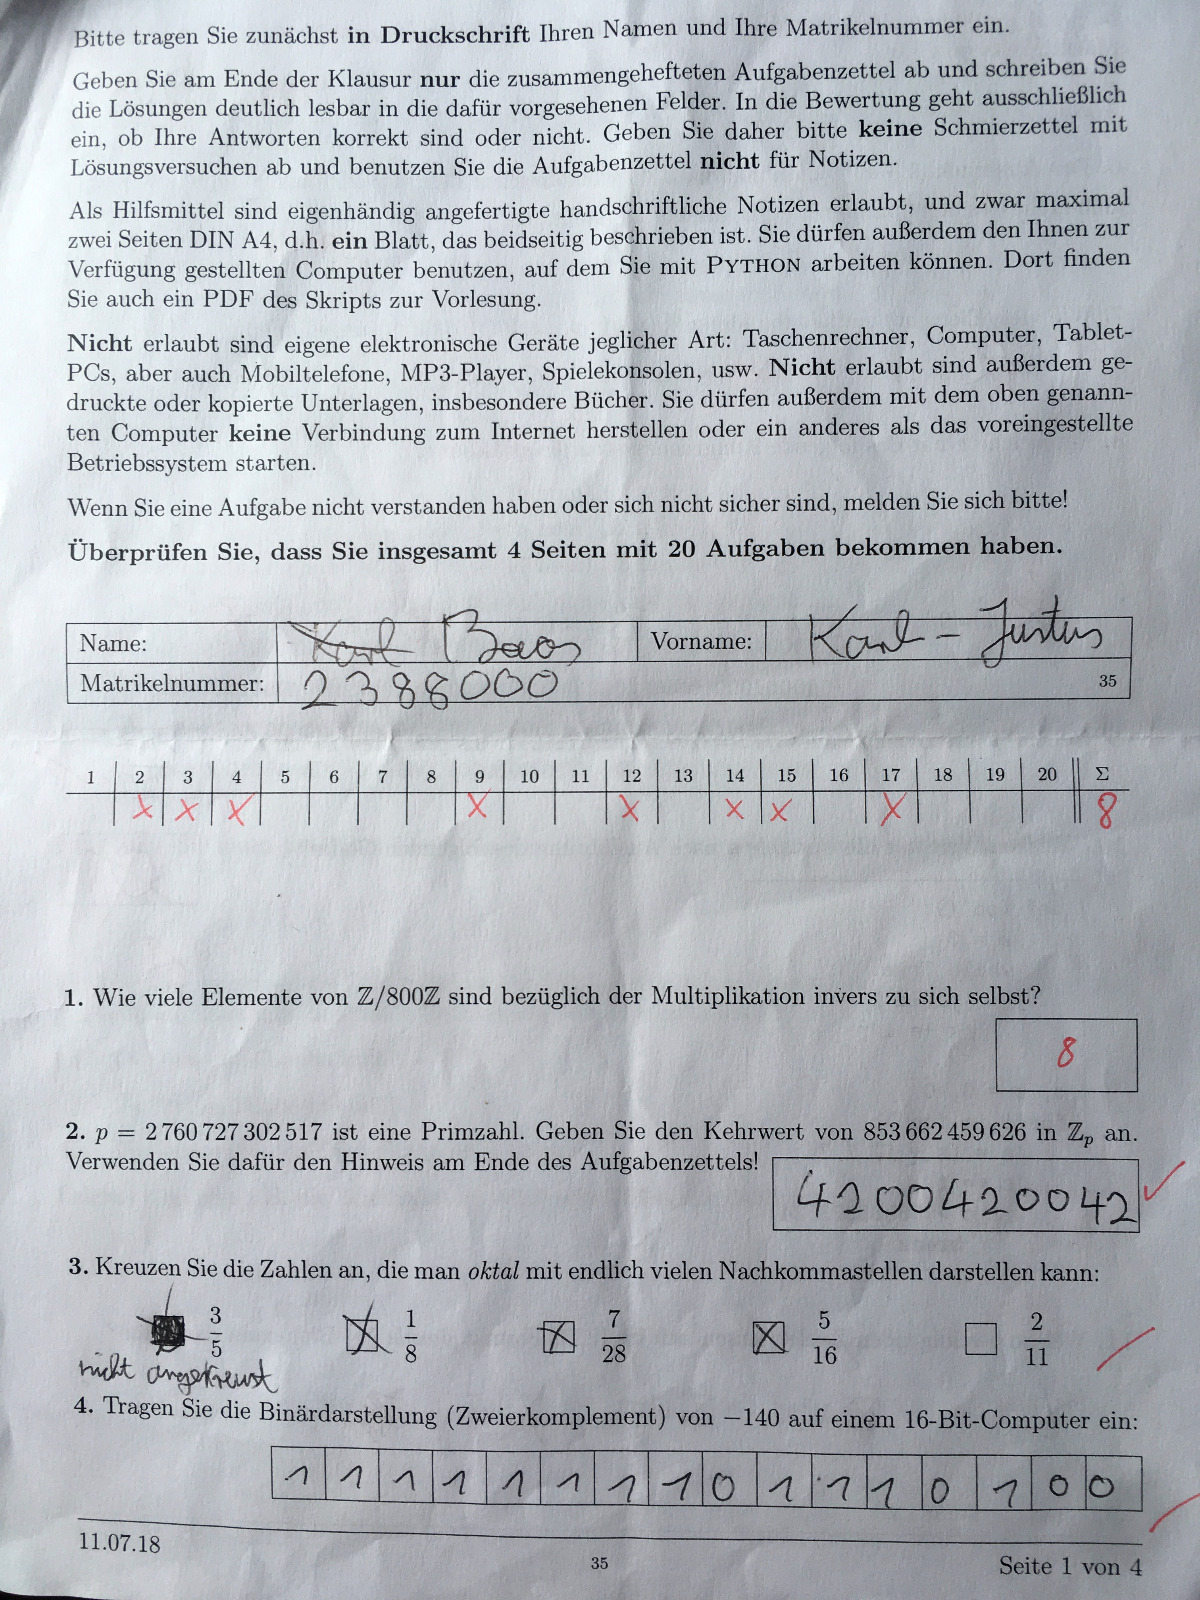 Bitte tragen Sie zunächst in Druckschrift Ihren Namen und Ihre Matrikelnummer ein.
Geben Sie am Ende der Klausur nur die zusammengehefteten Aufgabenzettel ab und schreiben Sie
die Lösungen deutlich lesbar in die dafür vorgesehenen Felder. In die Bewertung geht ausschließlich
ein, ob Ihre Antworten korrekt sind oder nicht. Geben Sie daher bitte keine Schmierzettel mit
Lösungsversuchen ab und benutzen Sie die Aufgabenzettel nicht für Notizen.
Als Hilfsmittel sind eigenhändig angefertigte handschriftliche Notizen erlaubt, und zwar maximal
zwei Seiten DIN A4, d.h. ein Blatt, das beidseitig beschrieben ist. Sie dürfen außerdem den Ihnen zur
Verfügung gestellten Computer benutzen, auf dem Sie mit PYTHON arbeiten können. Dort finden
Sie auch ein PDF des Skripts zur Vorlesung.
Nicht erlaubt sind eigene elektronische Geräte jeglicher Art: Taschenrechner, Computer, Tablet-
PCs, aber auch Mobiltelefone, MP3-Player, Spielekonsolen, usw. Nicht erlaubt sind außerdem ge-
druckte oder kopierte Unterlagen, insbesondere Bücher. Sie dürfen außerdem mit dem oben genann-
ten Computer keine Verbindung zum Internet herstellen oder ein anderes als das voreingestellte
Betriebssystem starten.
Wenn Sie eine Aufgabe nicht verstanden haben oder sich nicht sicher sind, melden Sie sich bitte!
Überprüfen Sie, dass Sie insgesamt 4 Seiten mit 20 Aufgaben bekommen haben.
Name: Karl Vorname: Karl-Justus
Matrikelnummer: 2388000 35
1 2 3 4 5 6 7 8 9 10 11 12 13 14 15 16 17 18 19 20 Σ
X X X X X X X X 8
1. Wie viele Elemente von ℤ/800ℤ sind bezüglich der Multiplikation invers zu sich selbst?
8
2. p = 2 760 727 302 517 ist eine Primzahl. Geben Sie den Kehrwert von 853 662 459 626 in ℤp an.
Verwenden Sie dafür den Hinweis am Ende des Aufgabenzettels!
4200420042
3. Kreuzen Sie die Zahlen an, die man oktal mit endlich vielen Nachkommastellen darstellen kann:
3/5 1/8 7/28 5/16 2/11
nicht angekreuzt
4. Tragen Sie die Binärdarstellung (Zweierkomplement) von −140 auf einem 16-Bit-Computer ein:
1 1 1 1 1 1 1 1 0 1 1 1 0 1 0 0
11.07.18
35
Seite 1 von 4